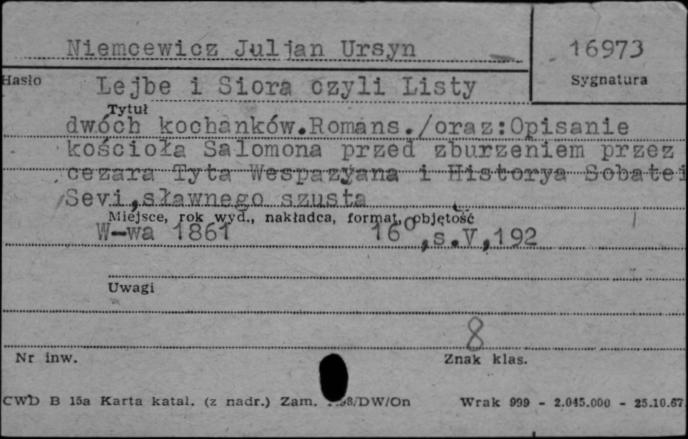 Niemcewicz Juljan Ursyn
16973
Hasło
Sygnatura
Lejbe i Siora czyli Listy
Tytuł
dwóch kochanków.Romans./oraz:Opisanie
kościoła Salomona przed zburzeniem przez
cezara Tyta Wespazyana i Historya Sobatei
Sevi,sławnego szusta
Miejsce, rok wyd., nakładca, format, objętość
W-wa 1861 16⁰,s.V,192
Uwagi
8
Nr inw.
Znak klas.
CWD B 15a Karta katal. (z nadr.) Zam. /DW/On Wrak 999 - 2.045.000 - 25.10.67